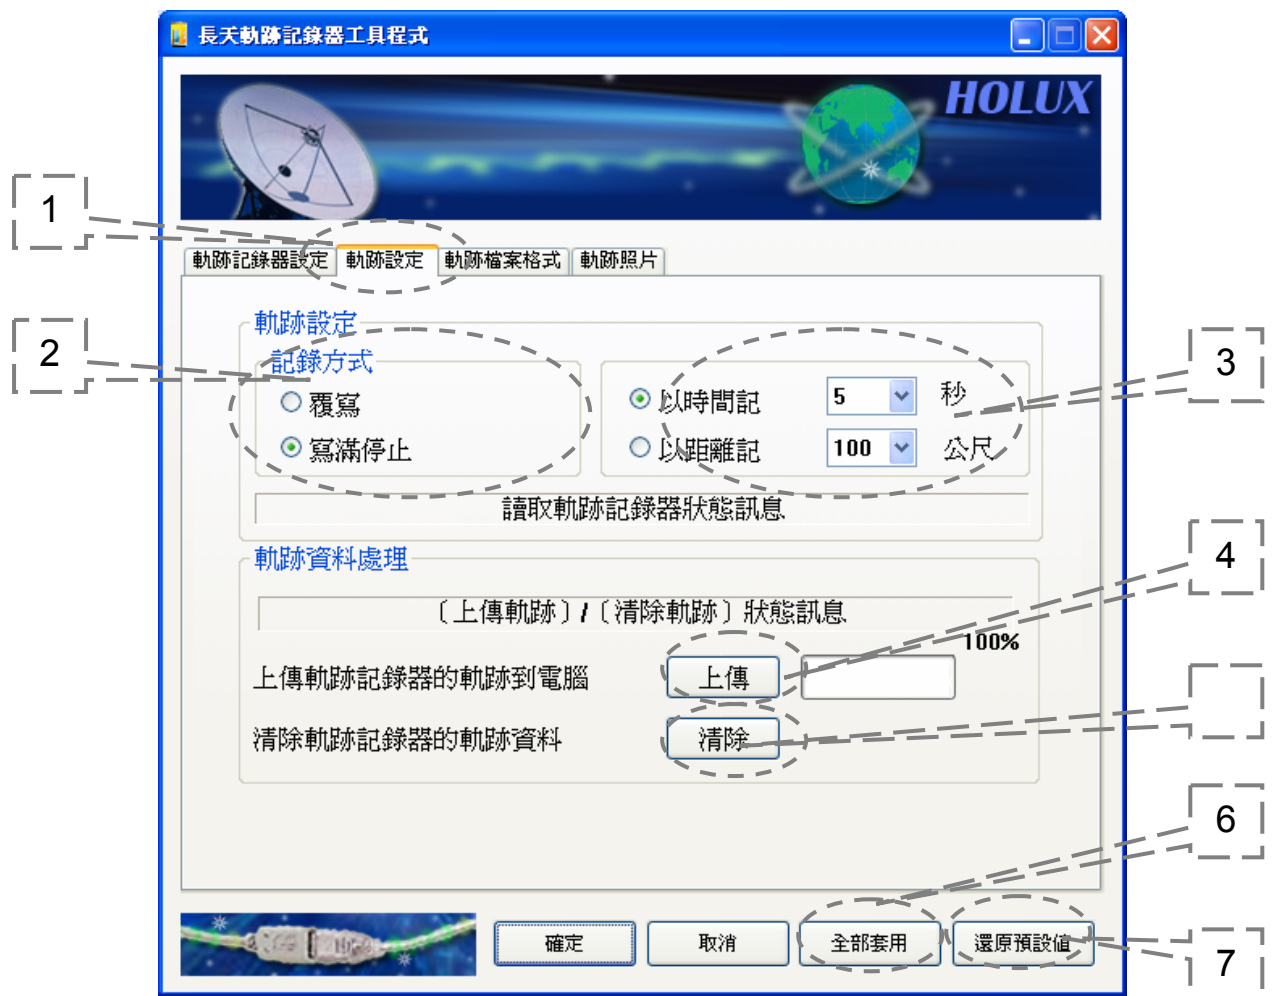 長天軌跡記錄器工具程式
HOLUX
1
軌跡記錄器設定 軌跡設定 軌跡檔案格式 軌跡照片
軌跡設定
2
記錄方式
3
覆寫
以時間記 5 秒
寫滿停止
以距離記 100 公尺
讀取軌跡記錄器狀態訊息
4
軌跡資料處理
〔上傳軌跡〕/〔清除軌跡〕狀態訊息
100%
上傳軌跡記錄器的軌跡到電腦 上傳
清除軌跡記錄器的軌跡資料 清除
6
確定 取消 全部套用 還原預設值
7